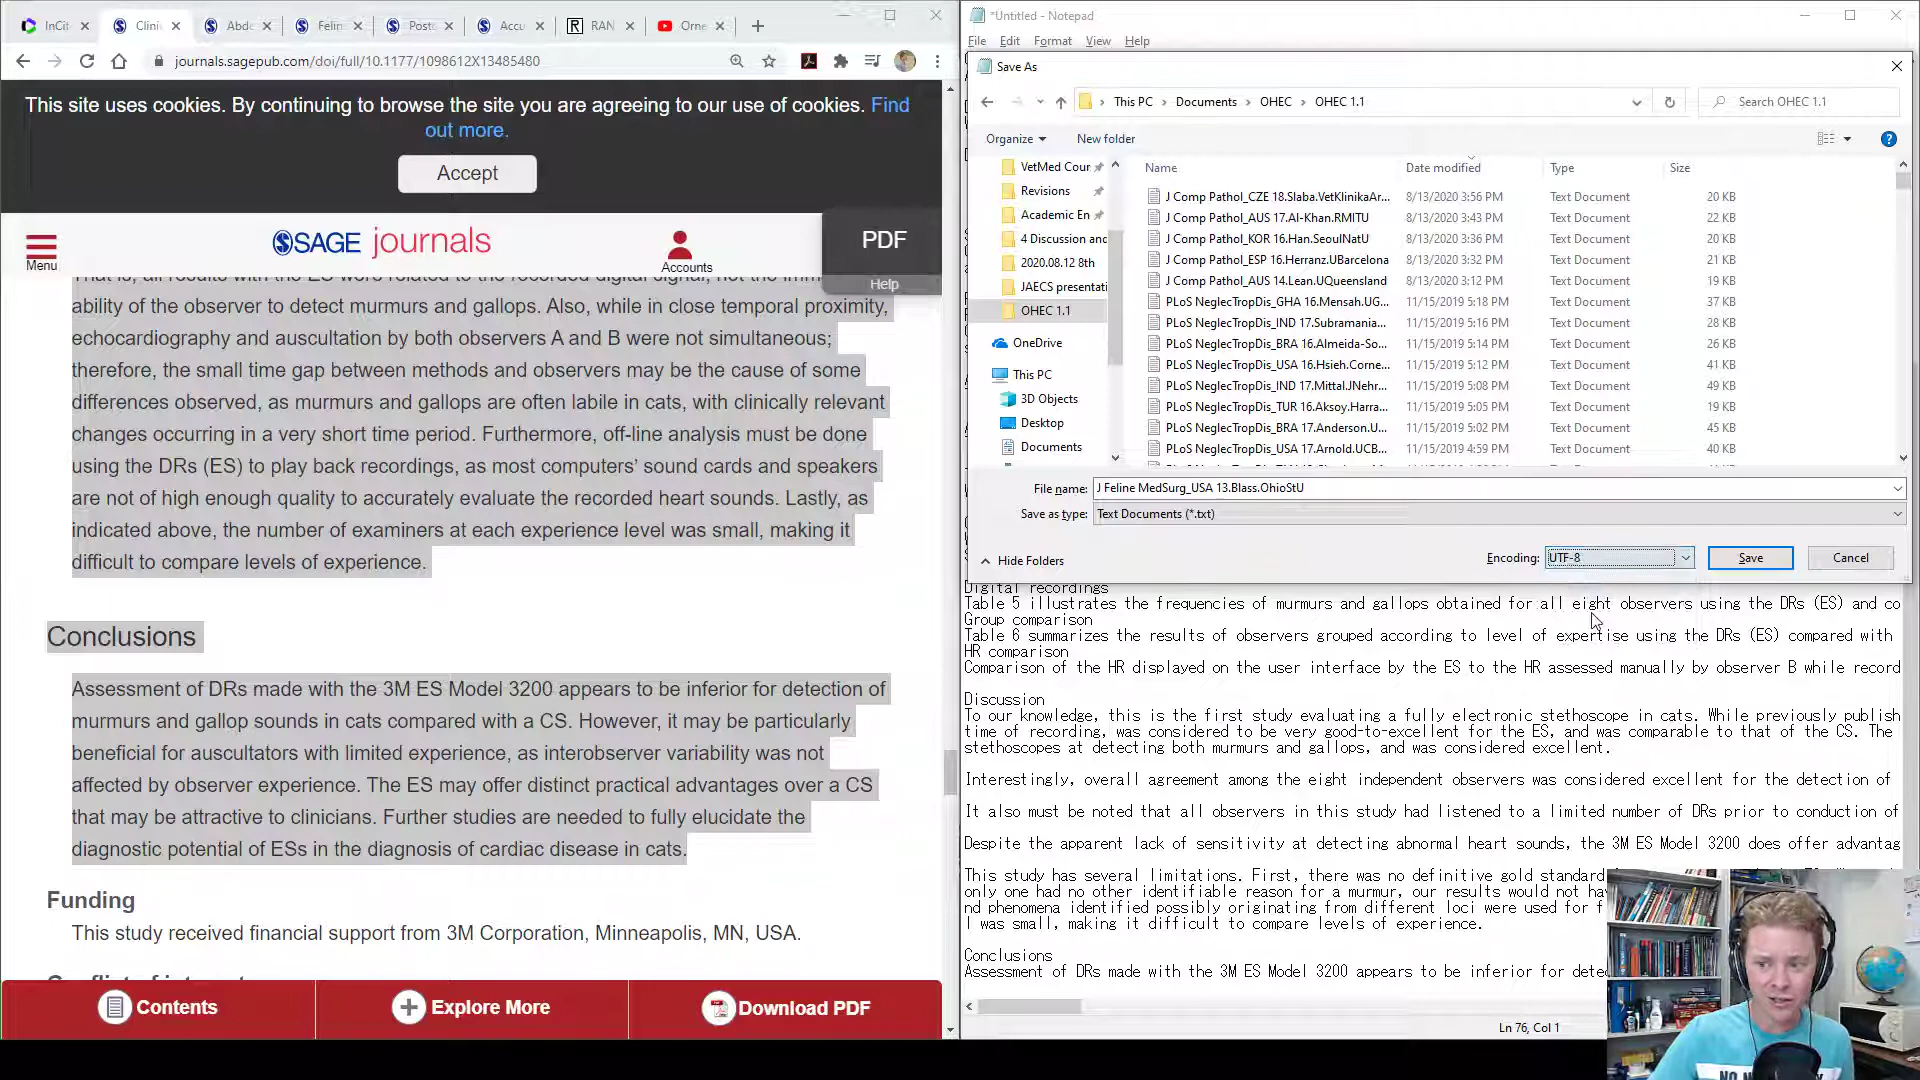 InCit
Clini
Abdo
Felin
Posto
Accu
RAN
Orne
journals.sagepub.com/doi/full/10.1177/1098612X13485480
This site uses cookies. By continuing to browse the site you are agreeing to our use of cookies. Find
out more.
Accept
Menu
SAGE journals
Accounts
PDF
Help
ability of the observer to detect murmurs and gallops. Also, while in close temporal proximity,
echocardiography and auscultation by both observers A and B were not simultaneous;
therefore, the small time gap between methods and observers may be the cause of some
differences observed, as murmurs and gallops are often labile in cats, with clinically relevant
changes occurring in a very short time period. Furthermore, off-line analysis must be done
using the DRs (ES) to play back recordings, as most computers’ sound cards and speakers
are not of high enough quality to accurately evaluate the recorded heart sounds. Lastly, as
indicated above, the number of examiners at each experience level was small, making it
difficult to compare levels of experience.
Conclusions
Assessment of DRs made with the 3M ES Model 3200 appears to be inferior for detection of
murmurs and gallop sounds in cats compared with a CS. However, it may be particularly
beneficial for auscultators with limited experience, as interobserver variability was not
affected by observer experience. The ES may offer distinct practical advantages over a CS
that may be attractive to clinicians. Further studies are needed to fully elucidate the
diagnostic potential of ESs in the diagnosis of cardiac disease in cats.
Funding
This study received financial support from 3M Corporation, Minneapolis, MN, USA.
Contents
Explore More
Download PDF
*Untitled - Notepad
File Edit Format View Help
Save As
This PC > Documents > OHEC > OHEC 1.1
Search OHEC 1.1
Organize
New folder
VetMed Cour
Revisions
Academic En
4 Discussion and
2020.08.12 8th
JAECS presentati
OHEC 1.1
OneDrive
This PC
3D Objects
Desktop
Documents
Name Date modified Type Size
J Comp Pathol_CZE 18.Slaba.VetKlinikaAr... 8/13/2020 3:56 PM Text Document 20 KB
J Comp Pathol_AUS 17.Al-Khan.RMITU 8/13/2020 3:43 PM Text Document 22 KB
J Comp Pathol_KOR 16.Han.SeoulNatU 8/13/2020 3:36 PM Text Document 20 KB
J Comp Pathol_ESP 16.Herranz.UBarcelona 8/13/2020 3:32 PM Text Document 21 KB
J Comp Pathol_AUS 14.Lean.UQueensland 8/13/2020 3:12 PM Text Document 19 KB
PLoS NeglecTropDis_GHA 16.Mensah.UG... 11/15/2019 5:18 PM Text Document 37 KB
PLoS NeglecTropDis_IND 17.Subramania... 11/15/2019 5:16 PM Text Document 28 KB
PLoS NeglecTropDis_BRA 16.Almeida-So... 11/15/2019 5:14 PM Text Document 26 KB
PLoS NeglecTropDis_USA 16.Hsieh.Corne... 11/15/2019 5:12 PM Text Document 41 KB
PLoS NeglecTropDis_IND 17.Mittal.JNehr... 11/15/2019 5:08 PM Text Document 49 KB
PLoS NeglecTropDis_TUR 16.Aksoy.Harra... 11/15/2019 5:05 PM Text Document 19 KB
PLoS NeglecTropDis_BRA 17.Anderson.U... 11/15/2019 5:02 PM Text Document 45 KB
PLoS NeglecTropDis_USA 17.Arnold.UCB... 11/15/2019 4:59 PM Text Document 40 KB
File name: J Feline MedSurg_USA 13.Blass.OhioStU
Save as type: Text Documents (*.txt)
Hide Folders
Encoding: UTF-8
Save
Cancel
Digital recordings
Table 5 illustrates the frequencies of murmurs and gallops obtained for all eight observers using the DRs (ES) and co
Group comparison
Table 6 summarizes the results of observers grouped according to level of expertise using the DRs (ES) compared with
HR comparison
Comparison of the HR displayed on the user interface by the ES to the HR assessed manually by observer B while record
Discussion
To our knowledge, this is the first study evaluating a fully electronic stethoscope in cats. While previously publish
time of recording, was considered to be very good-to-excellent for the ES, and was comparable to that of the CS. The
stethoscopes at detecting both murmurs and gallops, and was considered excellent.
Interestingly, overall agreement among the eight independent observers was considered excellent for the detection of
It also must be noted that all observers in this study had listened to a limited number of DRs prior to conduction of
Despite the apparent lack of sensitivity at detecting abnormal heart sounds, the 3M ES Model 3200 does offer advantag
This study has several limitations. First, there was no definitive gold standard
only one had no other identifiable reason for a murmur, our results would not hav
nd phenomena identified possibly originating from different loci were used for f
l was small, making it difficult to compare levels of experience.
Conclusions
Assessment of DRs made with the 3M ES Model 3200 appears to be inferior for dete
Ln 76, Col 1